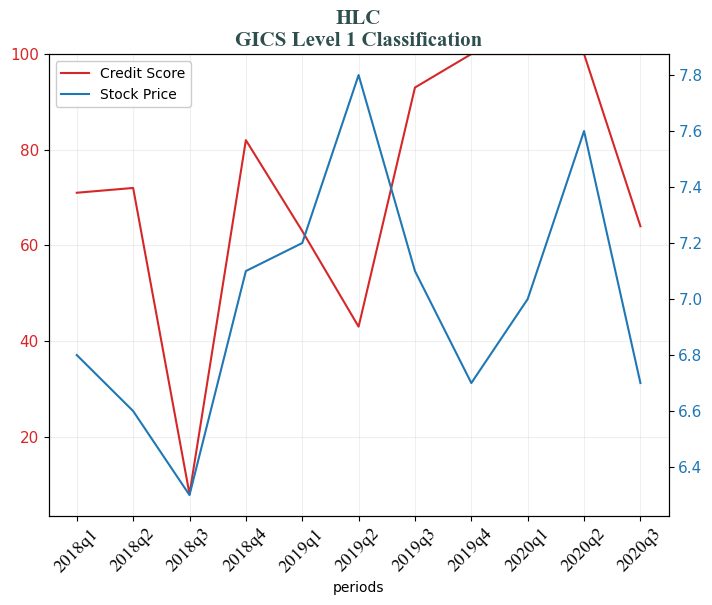 HLC
GICS Level 1 Classification
Credit Score
Stock Price
100
80
60
40
20
7.8
7.6
7.4
7.2
7.0
6.8
6.6
6.4
2018q1
2018q2
2018q3
2018q4
2019q1
2019q2
2019q3
2019q4
2020q1
2020q2
2020q3
periods